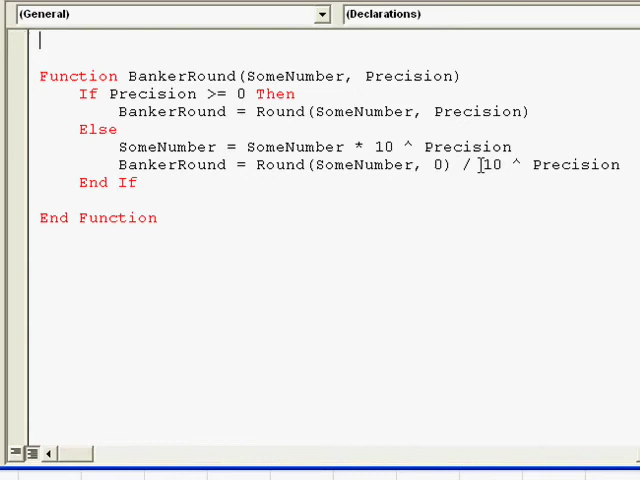 (General) (Declarations)
Function BankerRound(SomeNumber, Precision)
If Precision >= 0 Then
BankerRound = Round(SomeNumber, Precision)
Else
SomeNumber = SomeNumber * 10 ^ Precision
BankerRound = Round(SomeNumber, 0) / 10 ^ Precision
End If
End Function